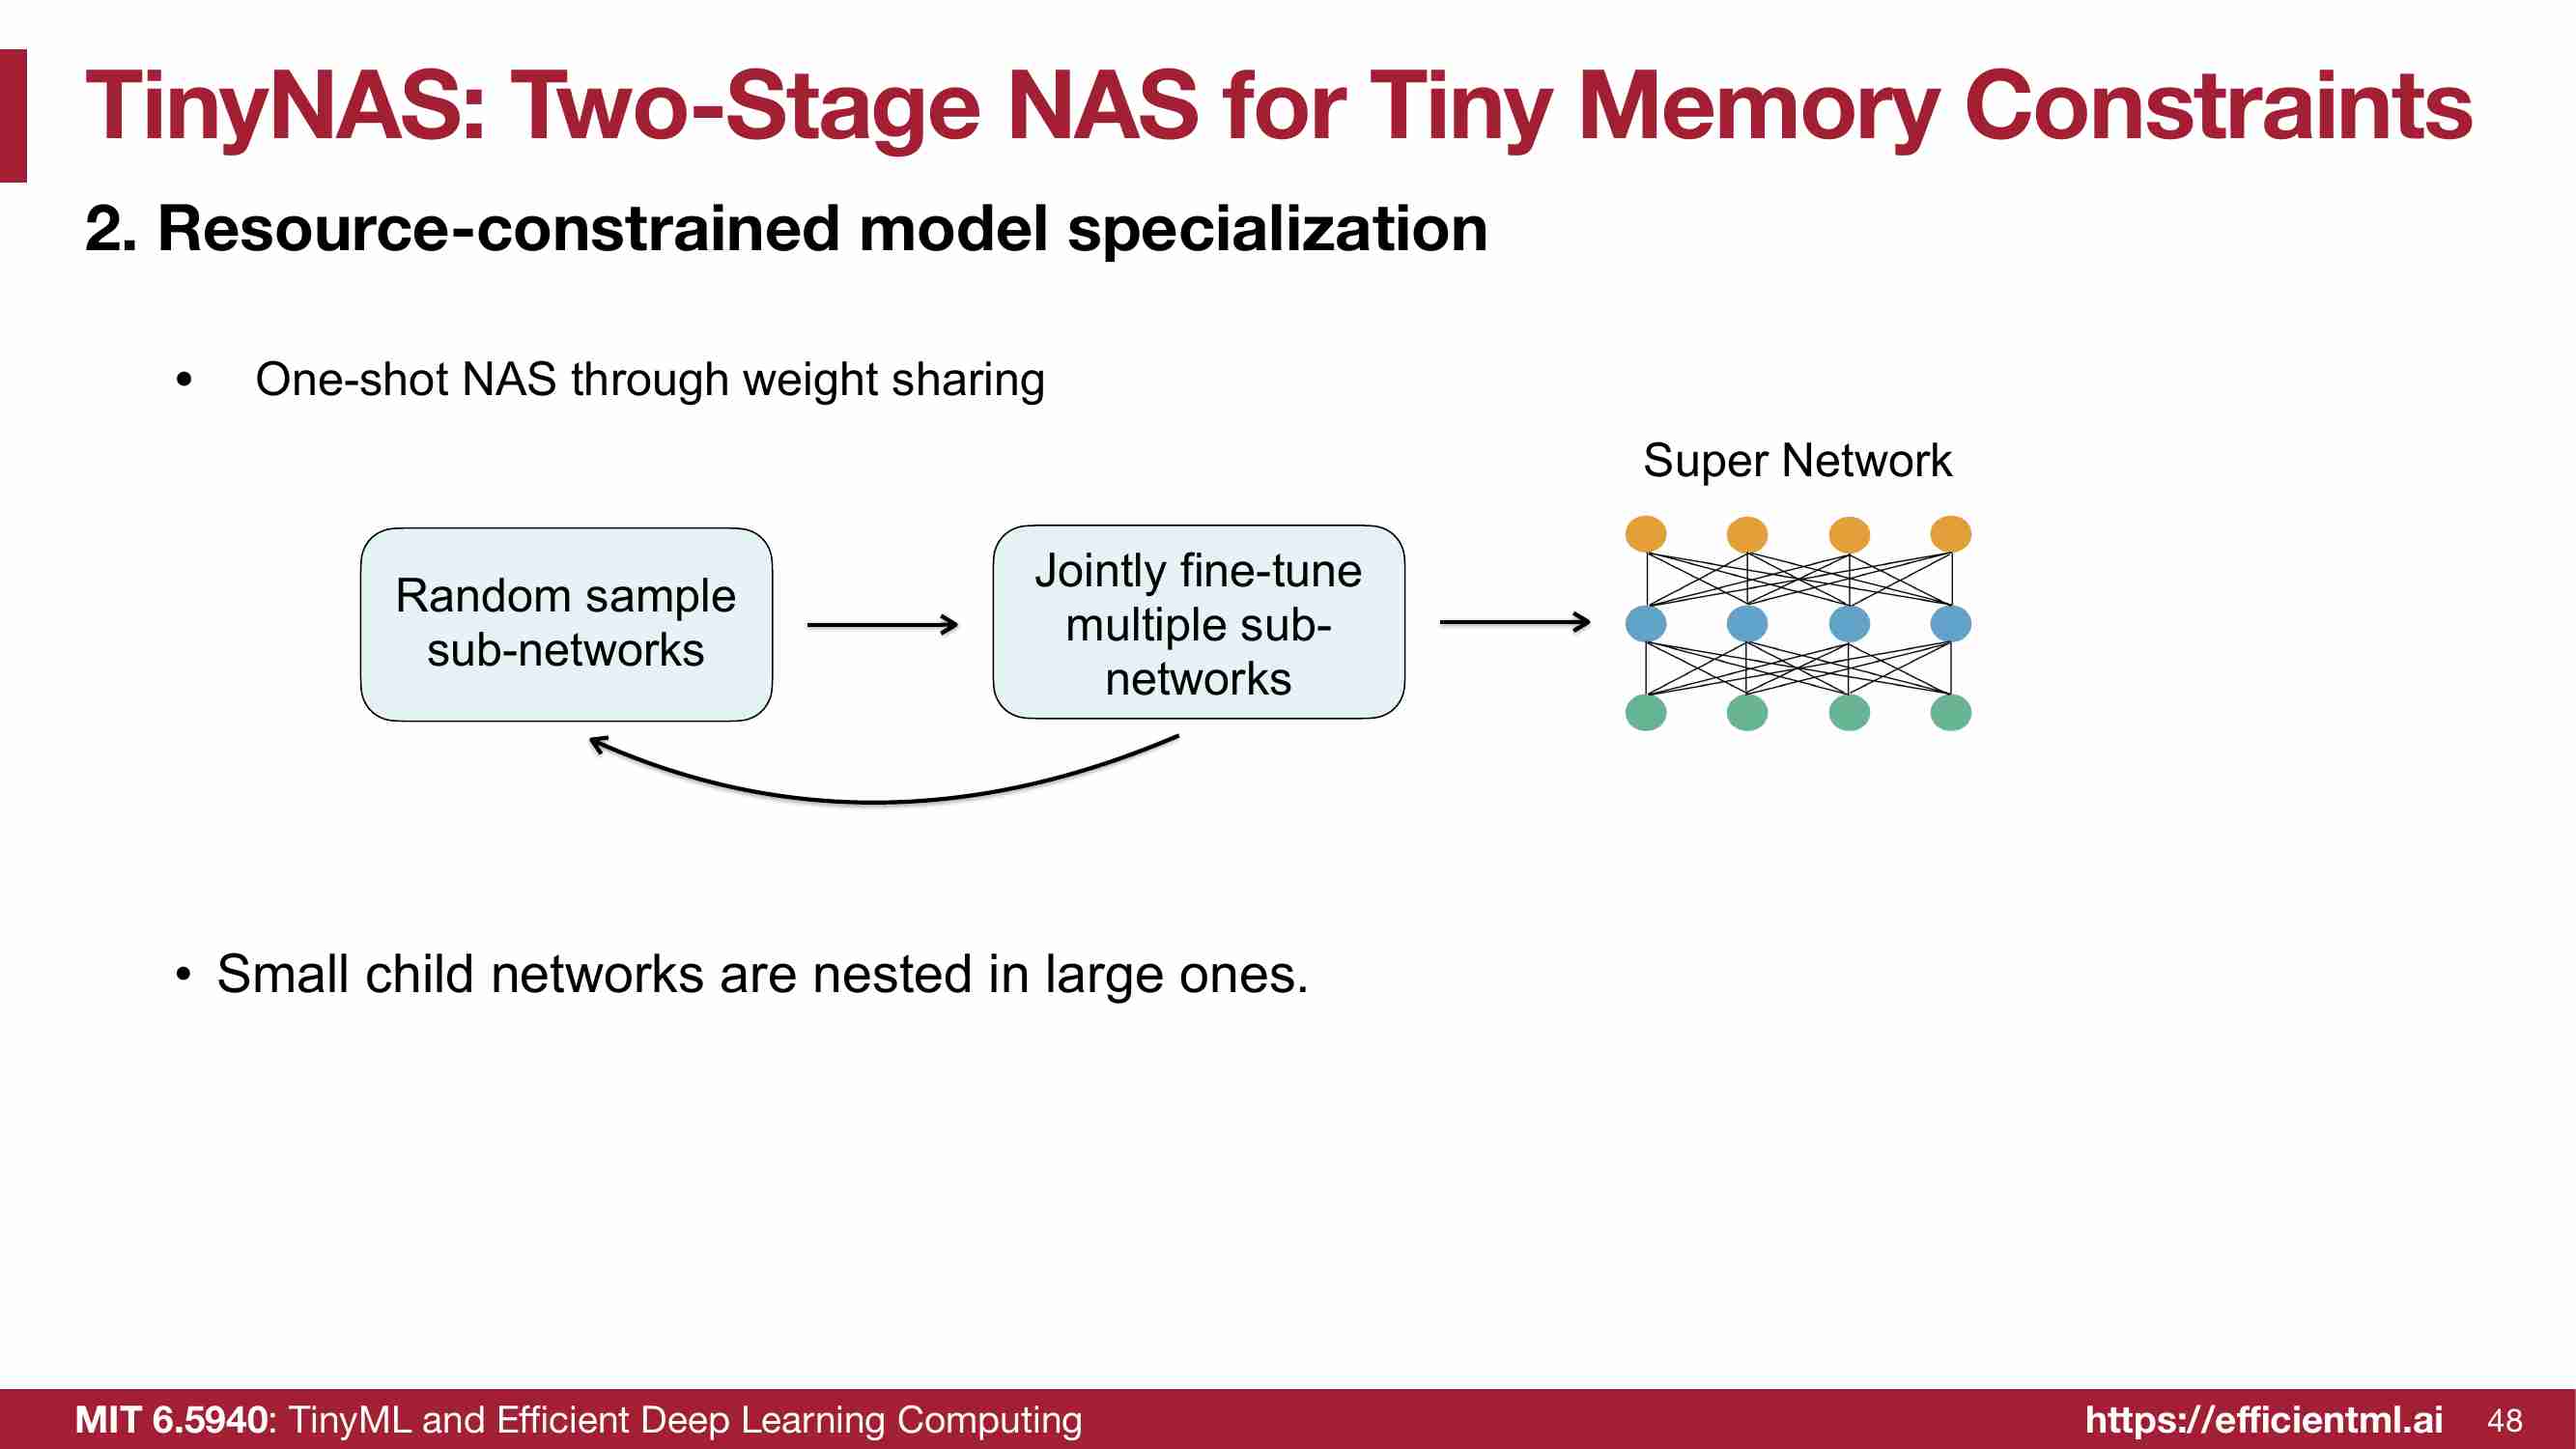 TinyNAS: Two-Stage NAS for Tiny Memory Constraints
2. Resource-constrained model specialization
• One-shot NAS through weight sharing
Super Network
Random sample
sub-networks
Jointly fine-tune
multiple sub-
networks
• Small child networks are nested in large ones.
MIT 6.5940: TinyML and Efficient Deep Learning Computing
https://efficientml.ai 48